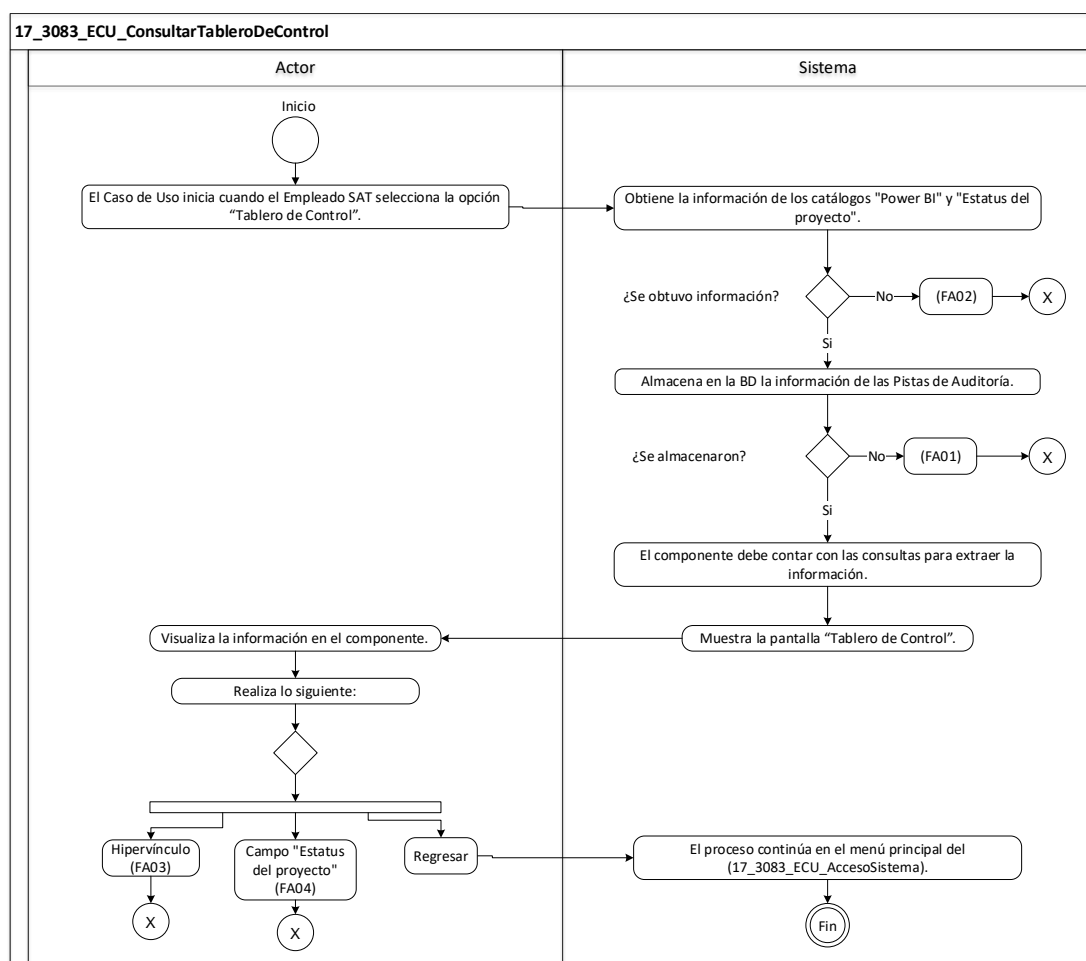 17_3083_ECU_ConsultarTableroDeControl
Actor
Sistema
Inicio
El Caso de Uso inicia cuando el Empleado SAT selecciona la opción
“Tablero de Control”.
Obtiene la información de los catálogos "Power BI" y "Estatus del
proyecto".
¿Se obtuvo información?
No
(FA02)
X
Si
Almacena en la BD la información de las Pistas de Auditoría.
¿Se almacenaron?
No
(FA01)
X
Si
El componente debe contar con las consultas para extraer la
información.
Muestra la pantalla “Tablero de Control”.
Visualiza la información en el componente.
Realiza lo siguiente:
Hipervínculo
(FA03)
X
Campo "Estatus
del proyecto"
(FA04)
X
Regresar
El proceso continúa en el menú principal del
(17_3083_ECU_AccesoSistema).
Fin